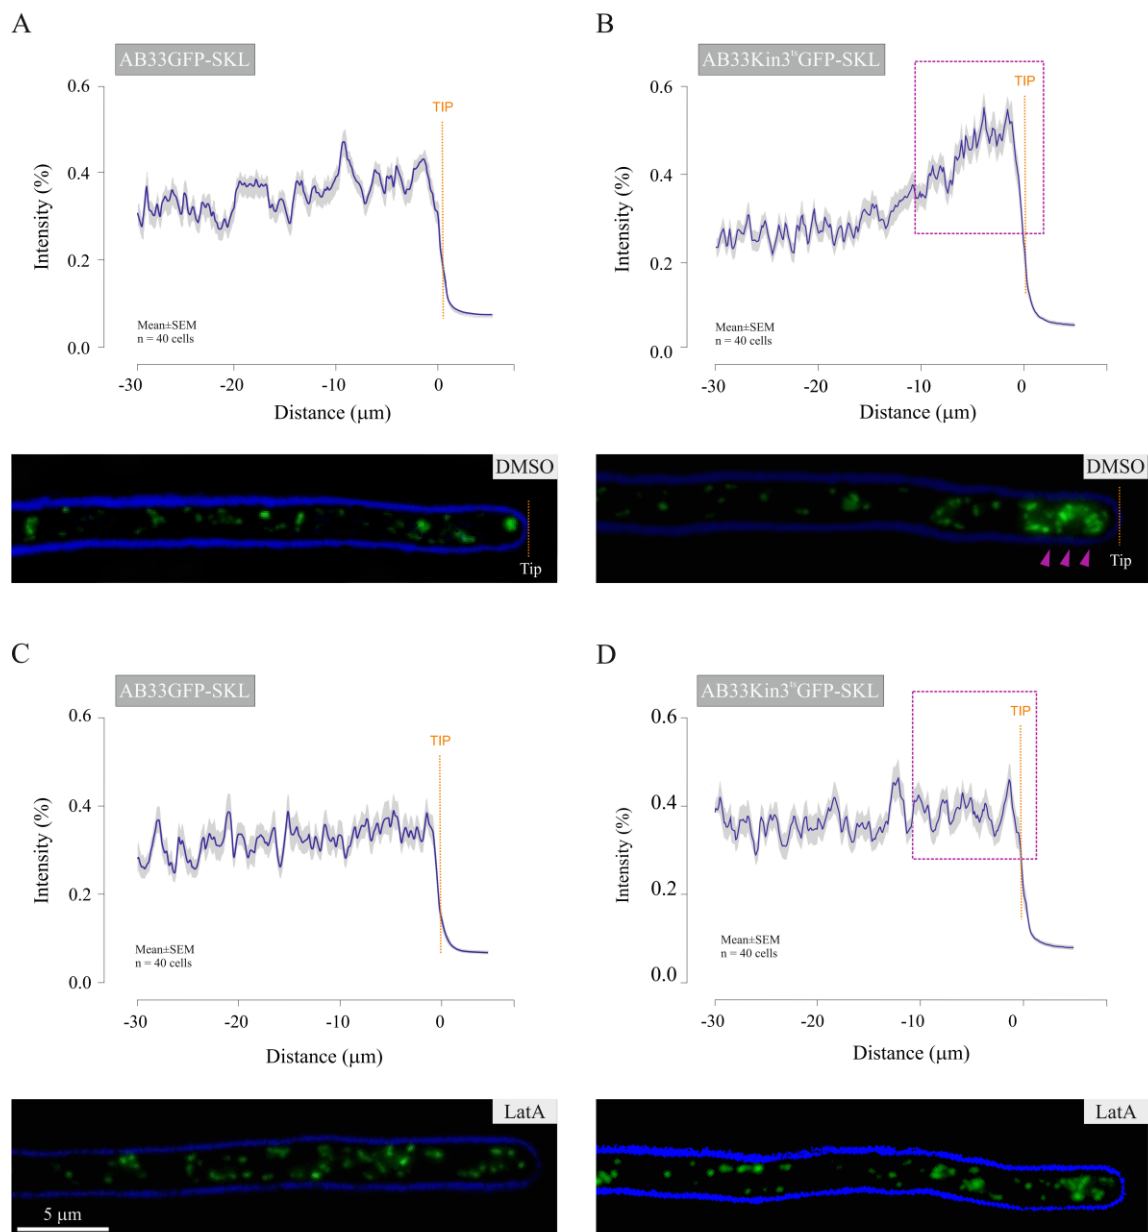 A
AB33GFP-SKL
0.6
TIP
0.4
Intensity (%)
0.2
Mean±SEM
n = 40 cells
0.0
-30 -20 -10 0
Distance (μm)
DMSO
Tip
B
AB33Kin3ᵗˢGFP-SKL
0.6
TIP
0.4
Intensity (%)
0.2
Mean±SEM
n = 40 cells
0.0
-30 -20 -10 0
Distance (μm)
DMSO
Tip
C
AB33GFP-SKL
0.6
TIP
0.4
Intensity (%)
0.2
Mean±SEM
n = 40 cells
0.0
-30 -20 -10 0
Distance (μm)
LatA
5 μm
D
AB33Kin3ᵗˢGFP-SKL
0.6
TIP
0.4
Intensity (%)
0.2
Mean±SEM
n = 40 cells
0.0
-30 -20 -10 0
Distance (μm)
LatA